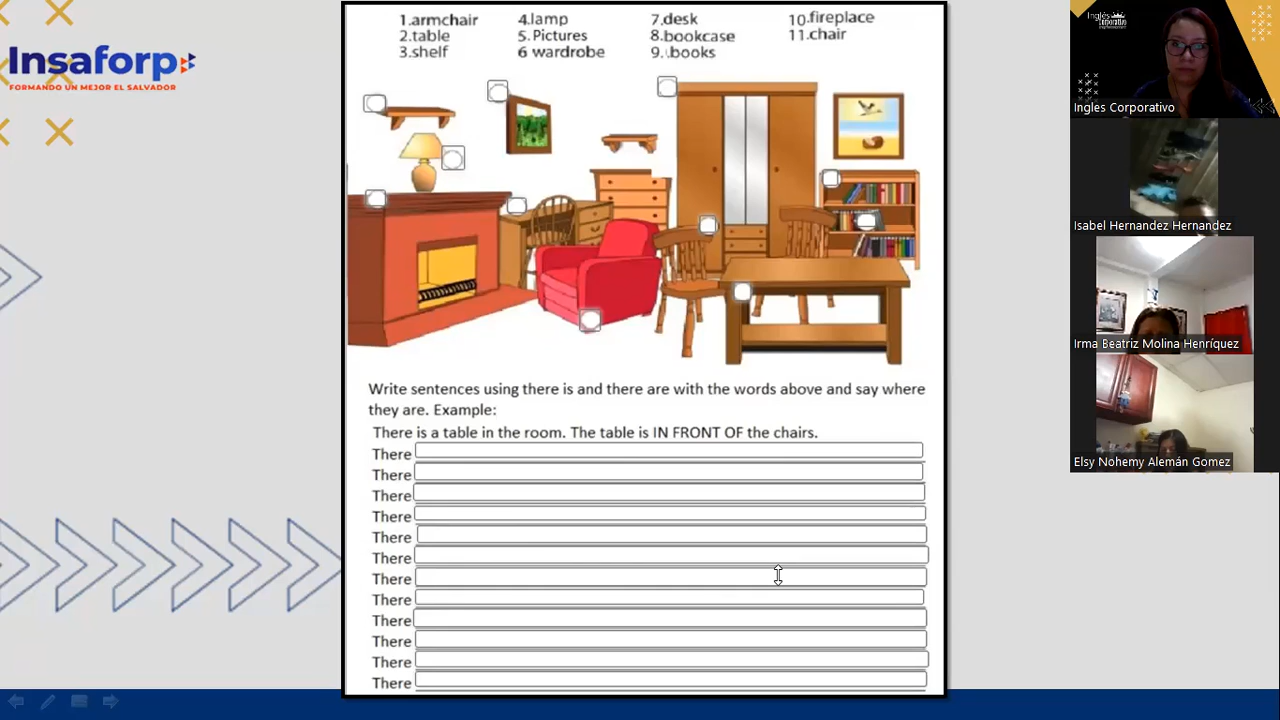 Insaforp
FORMANDO UN MEJOR EL SALVADOR
1.armchair 4.lamp 7.desk 10.fireplace
2.table 5.Pictures 8.bookcase 11.chair
3.shelf 6 wardrobe 9. books
Write sentences using there is and there are with the words above and say where
they are. Example:
There is a table in the room. The table is IN FRONT OF the chairs.
There
There
There
There
There
There
There
There
There
There
There
There
Inglés
Corporativo
Ingles Corporativo
Isabel Hernandez Hernandez
Irma Beatriz Molina Henríquez
Elsy Nohemy Alemán Gomez